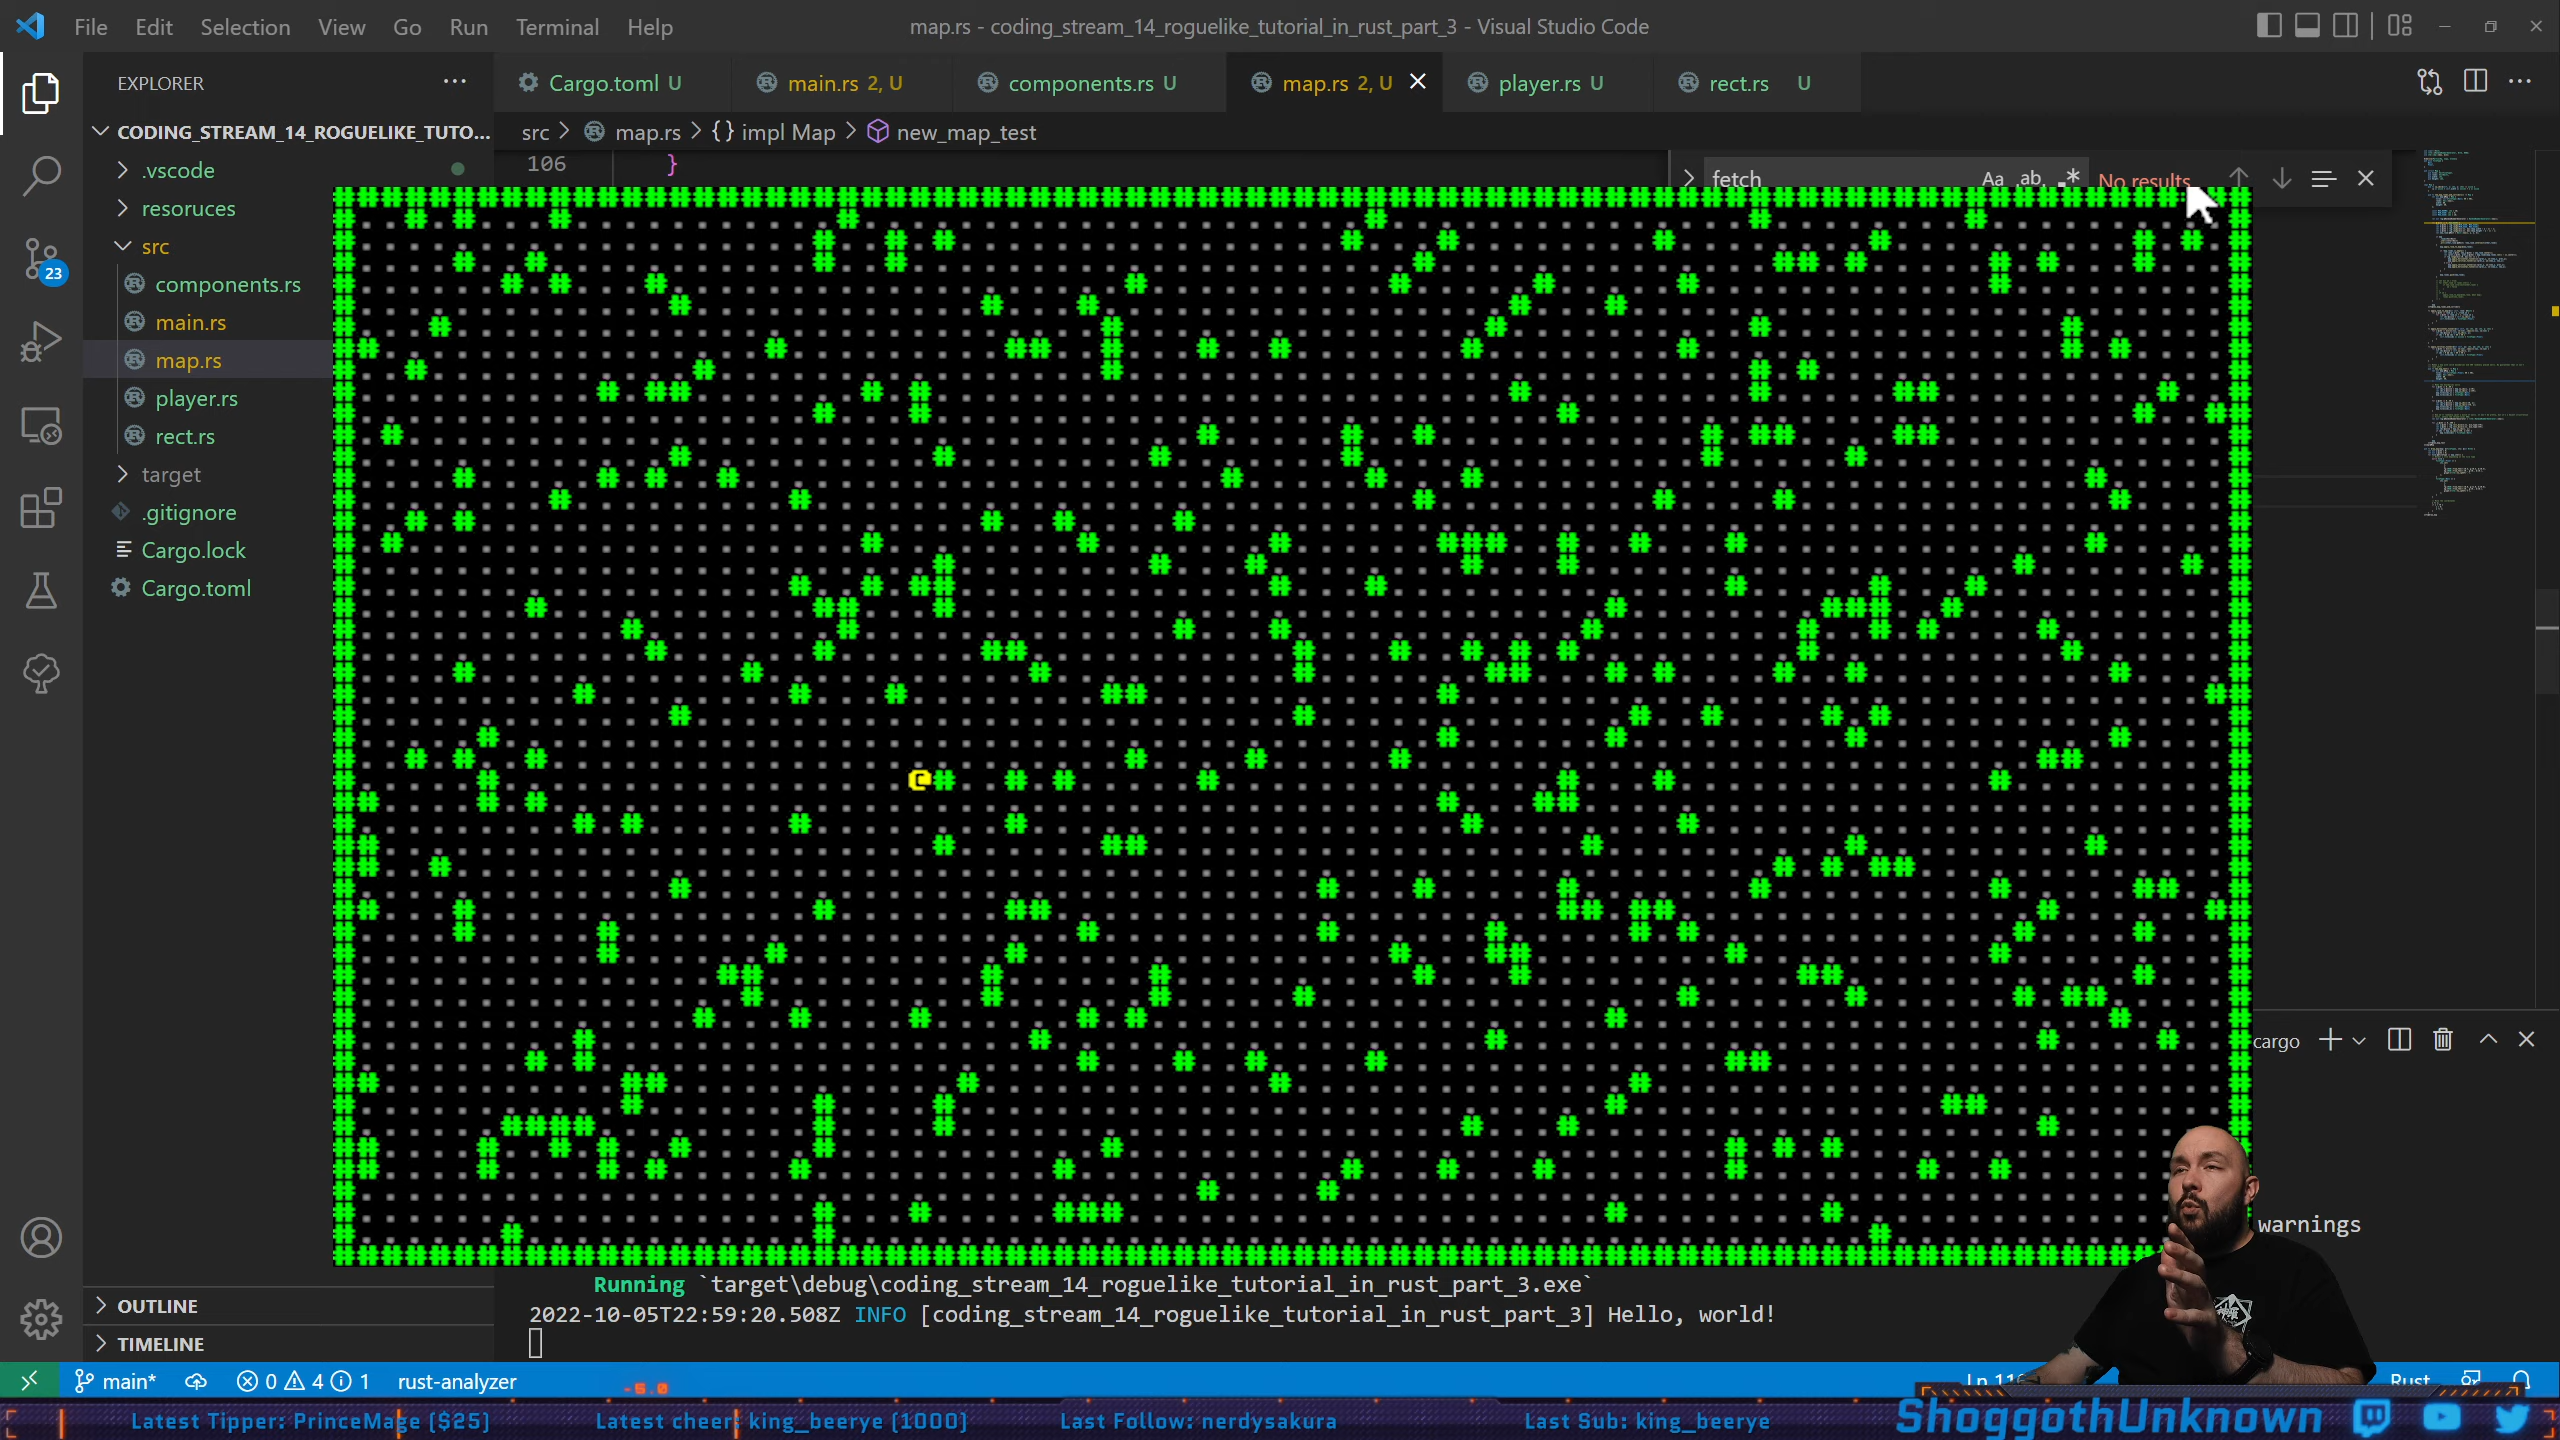 File Edit Selection View Go Run Terminal Help
map.rs - coding_stream_14_roguelike_tutorial_in_rust_part_3 - Visual Studio Code
EXPLORER
Cargo.toml U
main.rs 2, U
components.rs U
map.rs 2, U
player.rs U
rect.rs U
CODING_STREAM_14_ROGUELIKE_TUTO...
src > map.rs > {} impl Map > new_map_test
106 }
fetch
Aa ab No results
.vscode
resoruces
src
components.rs
main.rs
map.rs
player.rs
rect.rs
target
.gitignore
Cargo.lock
Cargo.toml
23
cargo
warnings
Running `target\debug\coding_stream_14_roguelike_tutorial_in_rust_part_3.exe`
2022-10-05T22:59:20.508Z INFO [coding_stream_14_roguelike_tutorial_in_rust_part_3] Hello, world!
OUTLINE
TIMELINE
main* 0 4 1 rust-analyzer
Rust
-5.0
Latest Tipper: PrinceMage ($25)
Latest cheer: king_beerye (1000)
Last Follow: nerdysakura
Last Sub: king_beerye
ShoggothUnknown